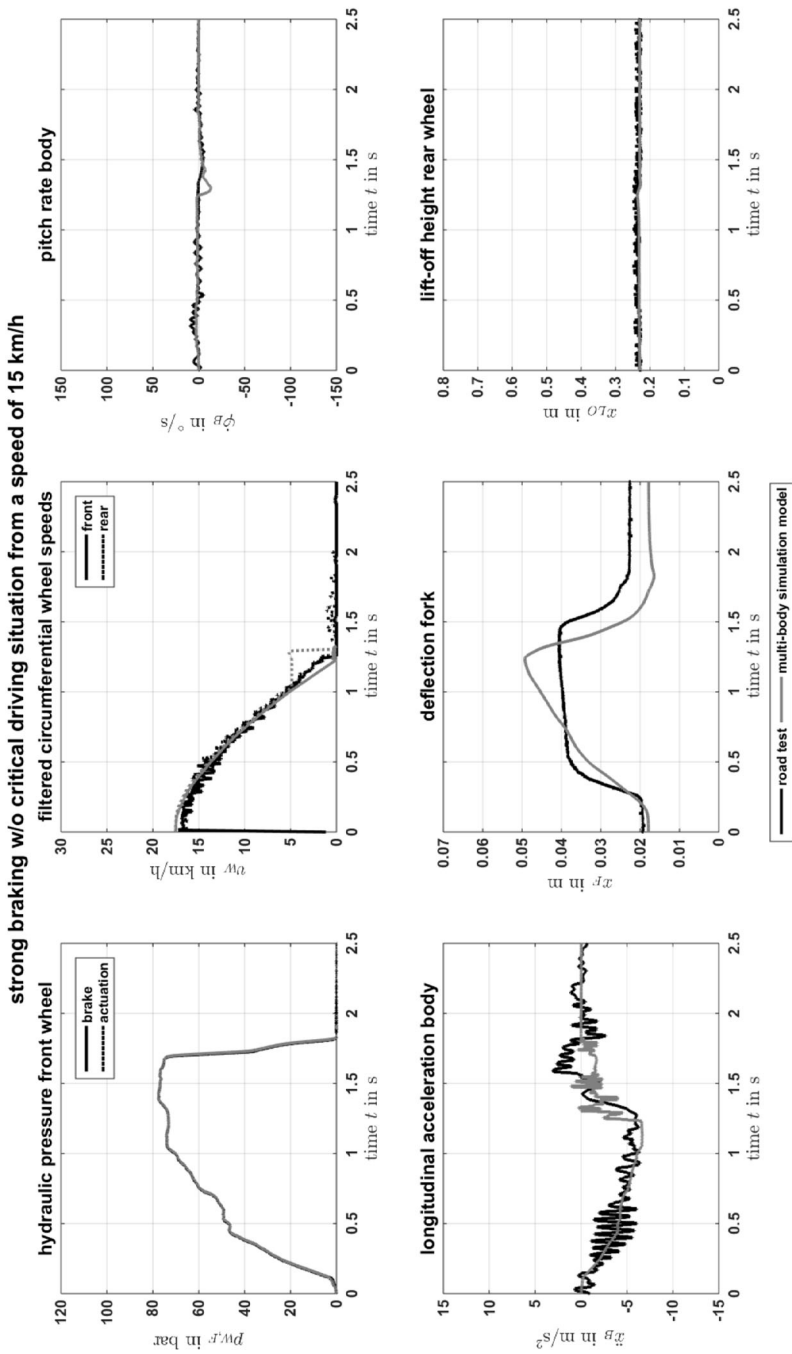 strong braking w/o critical driving situation from a speed of 15 km/h
hydraulic pressure front wheel
120
100
80
60
40
20
0
p_{W,F} in bar
brake
actuation
0 0.5 1 1.5 2 2.5
time t in s
filtered circumferential wheel speeds
30
25
20
15
10
5
0
v_W in km/h
front
rear
0 0.5 1 1.5 2 2.5
time t in s
pitch rate body
150
100
50
0
-50
-100
-150
φ̇_B in °/s
0 0.5 1 1.5 2 2.5
time t in s
longitudinal acceleration body
15
10
5
0
-5
-10
-15
ẍ_B in m/s²
0 0.5 1 1.5 2 2.5
time t in s
deflection fork
0.07
0.06
0.05
0.04
0.03
0.02
0.01
0
x_F in m
0 0.5 1 1.5 2 2.5
time t in s
lift-off height rear wheel
0.8
0.7
0.6
0.5
0.4
0.3
0.2
0.1
0
x_{LO} in m
0 0.5 1 1.5 2 2.5
time t in s
road test multi-body simulation model